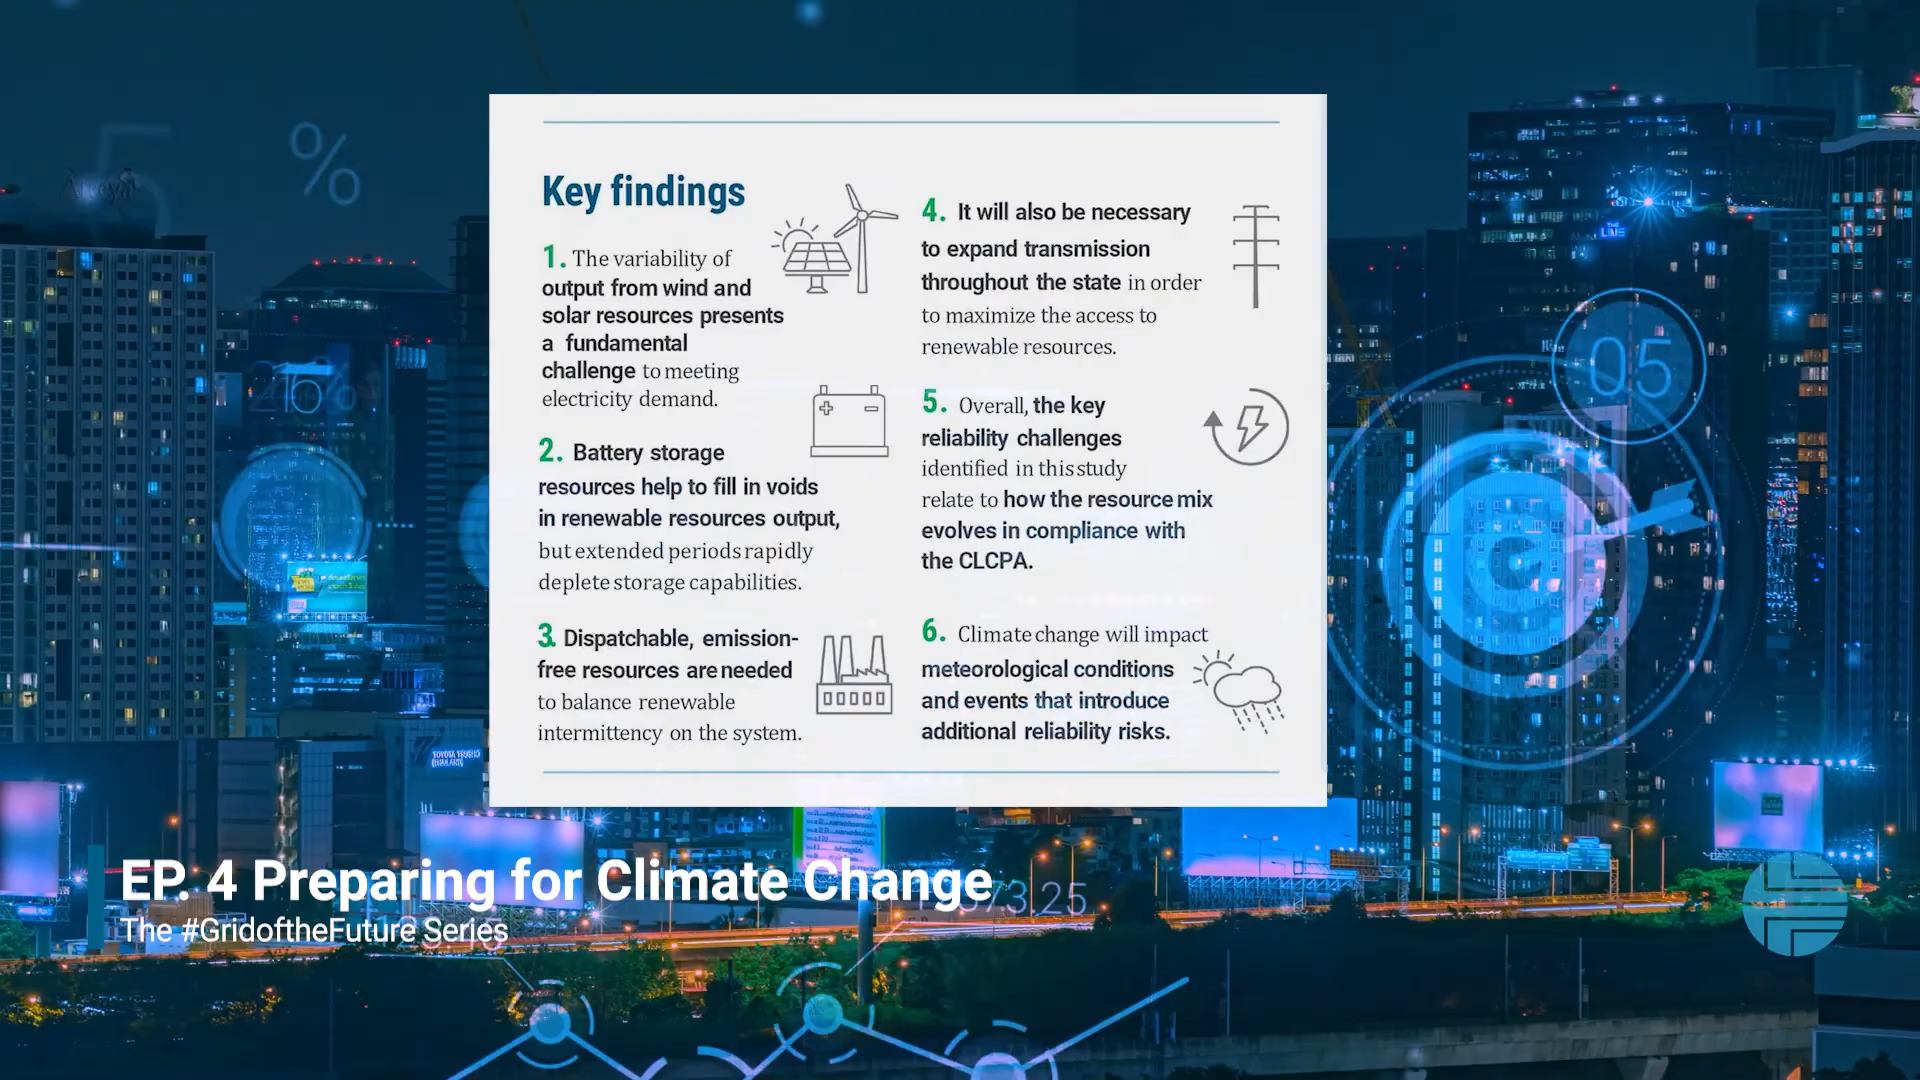 Key findings
1. The variability of
output from wind and
solar resources presents
a fundamental
challenge to meeting
electricity demand.
2. Battery storage
resources help to fill in voids
in renewable resources output,
but extended periods rapidly
deplete storage capabilities.
3. Dispatchable, emission-
free resources are needed
to balance renewable
intermittency on the system.
4. It will also be necessary
to expand transmission
throughout the state in order
to maximize the access to
renewable resources.
5. Overall, the key
reliability challenges
identified in this study
relate to how the resource mix
evolves in compliance with
the CLCPA.
6. Climate change will impact
meteorological conditions
and events that introduce
additional reliability risks.
5
%
05
THE
LINE
EP. 4 Preparing for Climate Change
The #GridoftheFuture Series